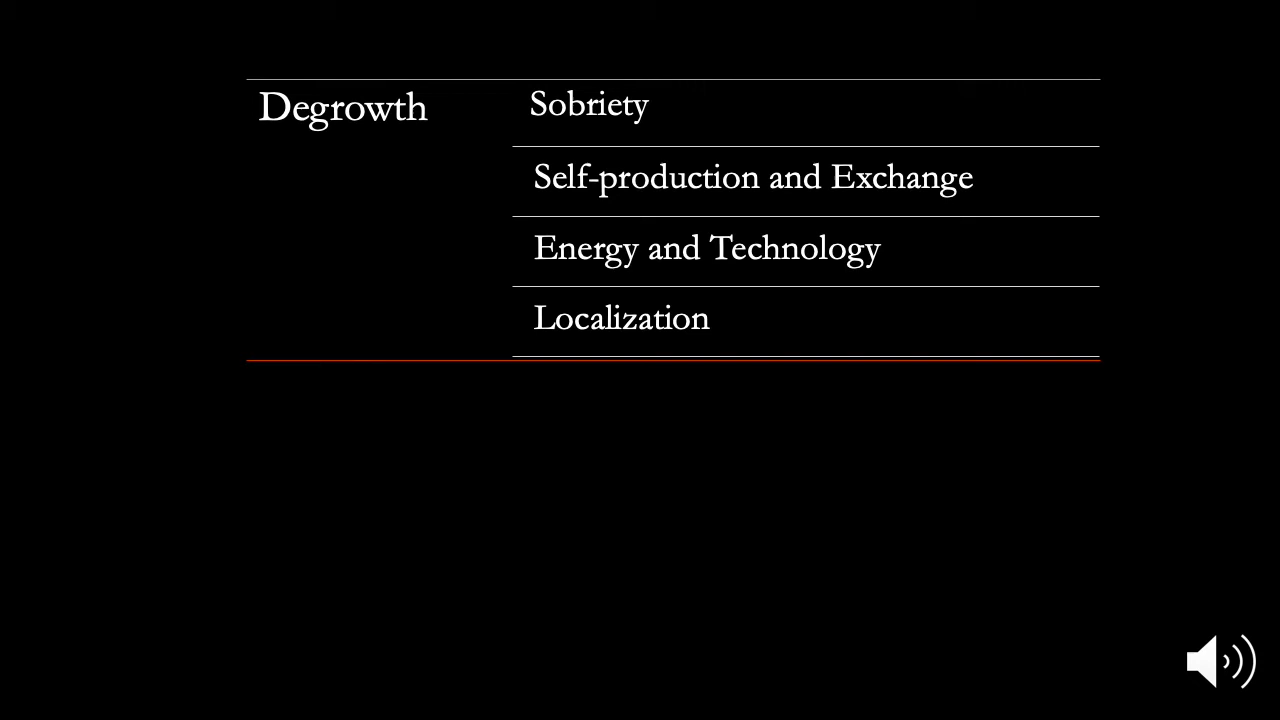 Degrowth
Sobriety
Self-production and Exchange
Energy and Technology
Localization